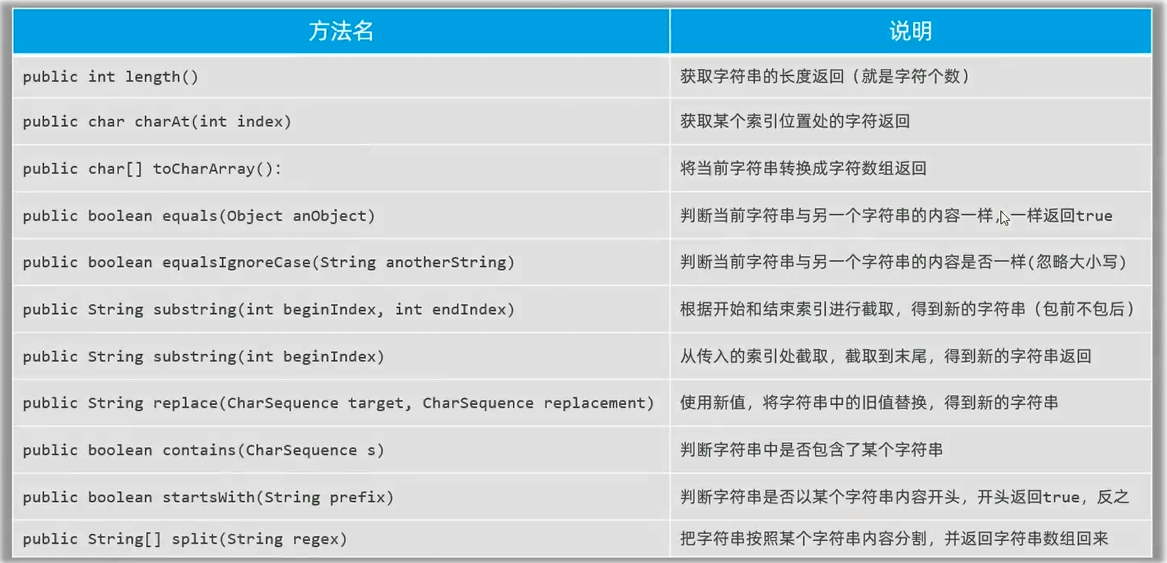 方法名 说明
public int length() 获取字符串的长度返回（就是字符个数）
public char charAt(int index) 获取某个索引位置处的字符返回
public char[] toCharArray()： 将当前字符串转换成字符数组返回
public boolean equals(Object anObject) 判断当前字符串与另一个字符串的内容一样，一样返回true
public boolean equalsIgnoreCase(String anotherString) 判断当前字符串与另一个字符串的内容是否一样(忽略大小写)
public String substring(int beginIndex, int endIndex) 根据开始和结束索引进行截取，得到新的字符串（包前不包后）
public String substring(int beginIndex) 从传入的索引处截取，截取到末尾，得到新的字符串返回
public String replace(CharSequence target, CharSequence replacement) 使用新值，将字符串中的旧值替换，得到新的字符串
public boolean contains(CharSequence s) 判断字符串中是否包含了某个字符串
public boolean startsWith(String prefix) 判断字符串是否以某个字符串内容开头，开头返回true，反之
public String[] split(String regex) 把字符串按照某个字符串内容分割，并返回字符串数组回来